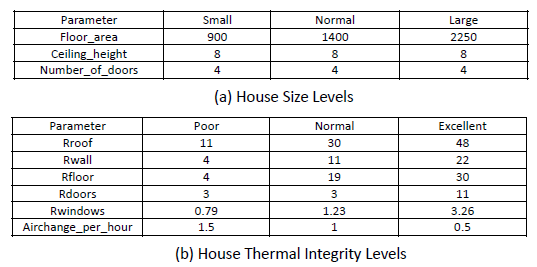 Parameter Small Normal Large
Floor_area 900 1400 2250
Ceiling_height 8 8 8
Number_of_doors 4 4 4
(a) House Size Levels
Parameter Poor Normal Excellent
Rroof 11 30 48
Rwall 4 11 22
Rfloor 4 19 30
Rdoors 3 3 11
Rwindows 0.79 1.23 3.26
Airchange_per_hour 1.5 1 0.5
(b) House Thermal Integrity Levels